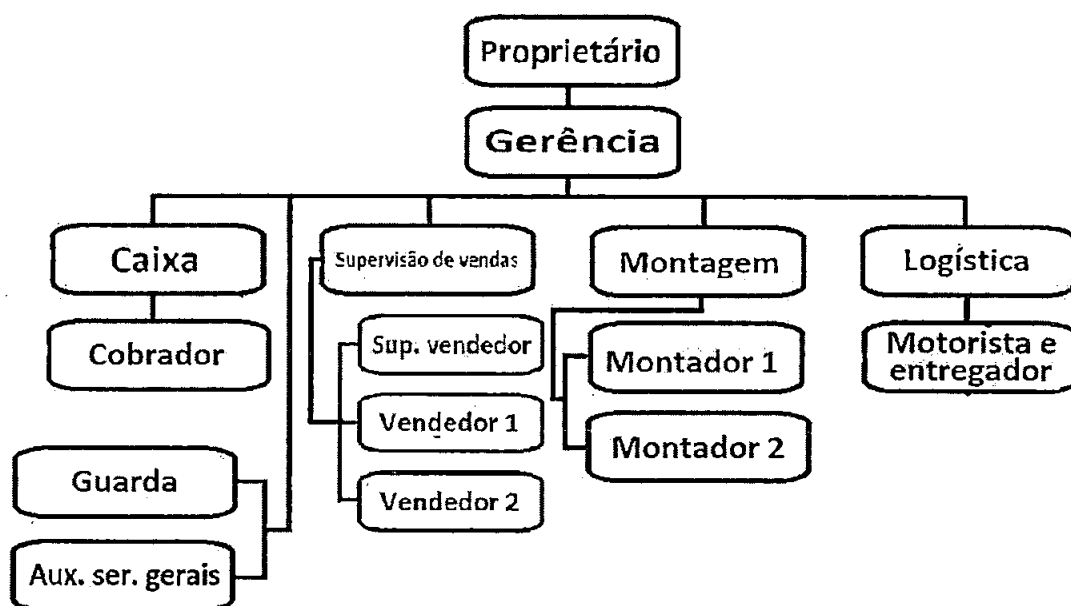 Proprietário
Gerência
Caixa
Supervisão de vendas
Montagem
Logística
Cobrador
Sup. vendedor
Montador 1
Motorista e
entregador
Vendedor 1
Montador 2
Guarda
Vendedor 2
Aux. ser. gerais